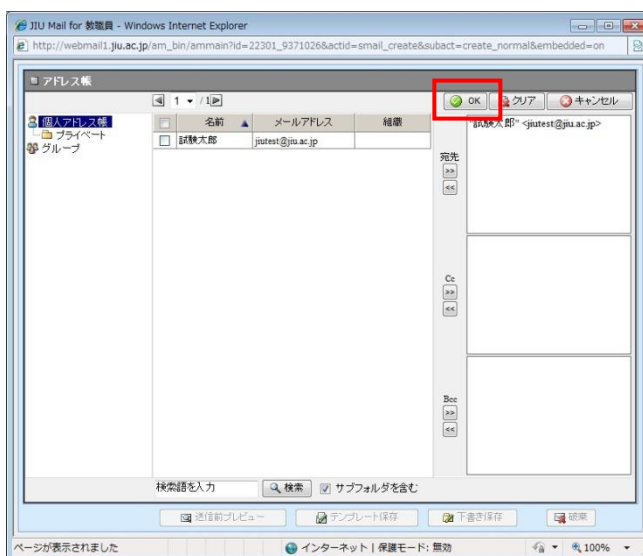 JIU Mail for 教職員 - Windows Internet Explorer
http://webmail1.jiu.ac.jp/am_bin/ammain?id=22301_9371026&actid=smail_create&subact=create_normal&embedded=on
アドレス帳
1 / 1 OK クリア キャンセル
個人アドレス帳
プライベート
グループ
名前 メールアドレス 組織
試験太郎 jiutest@jiu.ac.jp
宛先
>>
<<
"試験太郎" <jiutest@jiu.ac.jp>
Cc
>>
<<
Bcc
>>
<<
検索語を入力 検索 サブフォルダを含む
送信前プレビュー テンプレート保存 下書き保存 破棄
ページが表示されました インターネット | 保護モード: 無効 100%